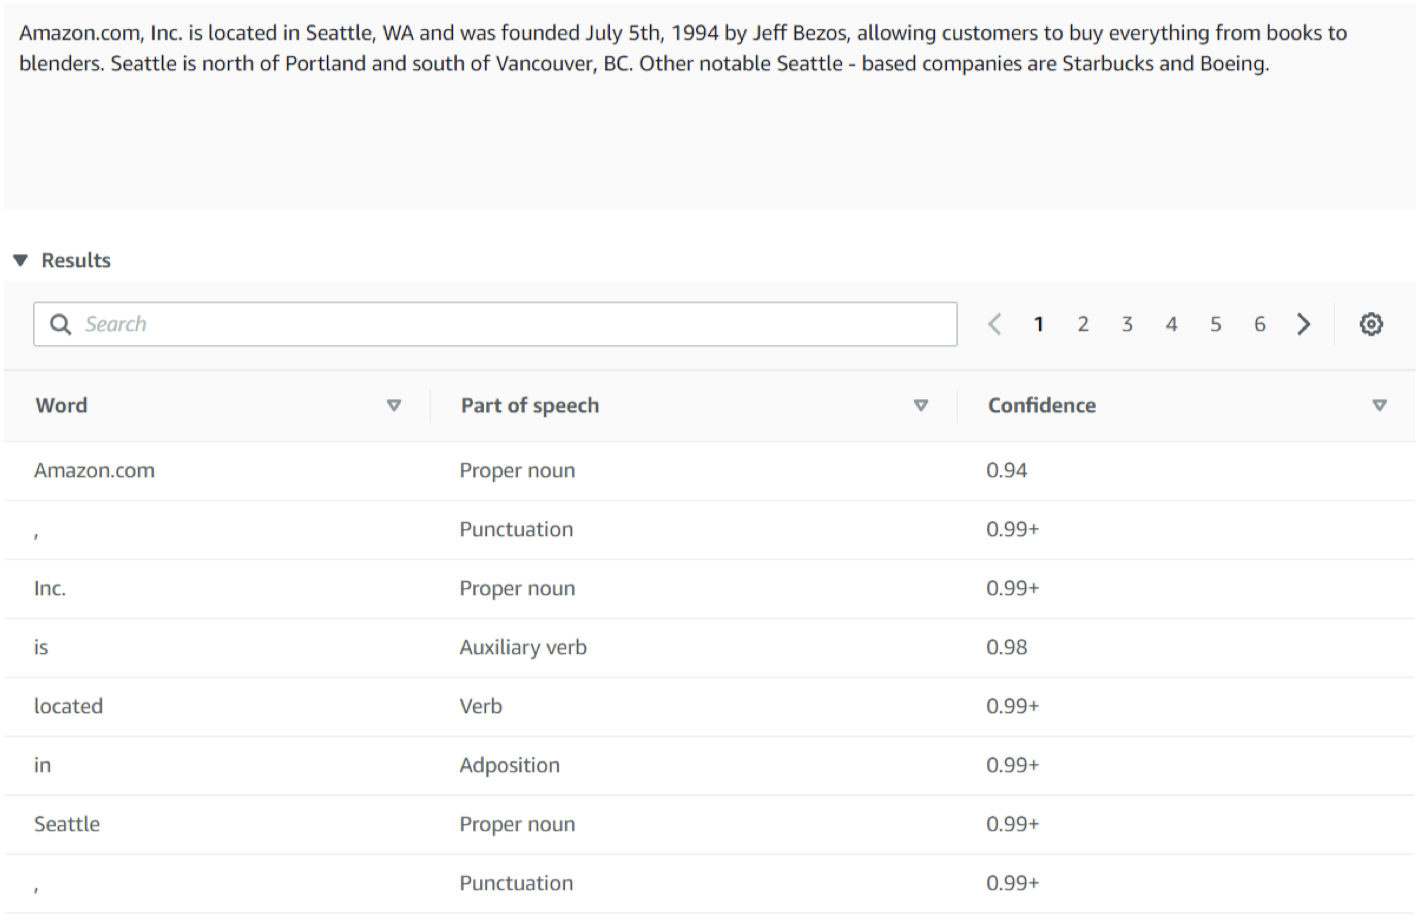 Amazon.com, Inc. is located in Seattle, WA and was founded July 5th, 1994 by Jeff Bezos, allowing customers to buy everything from books to
blenders. Seattle is north of Portland and south of Vancouver, BC. Other notable Seattle - based companies are Starbucks and Boeing.
Results
Search 1 2 3 4 5 6
Word Part of speech Confidence
Amazon.com Proper noun 0.94
, Punctuation 0.99+
Inc. Proper noun 0.99+
is Auxiliary verb 0.98
located Verb 0.99+
in Adposition 0.99+
Seattle Proper noun 0.99+
, Punctuation 0.99+